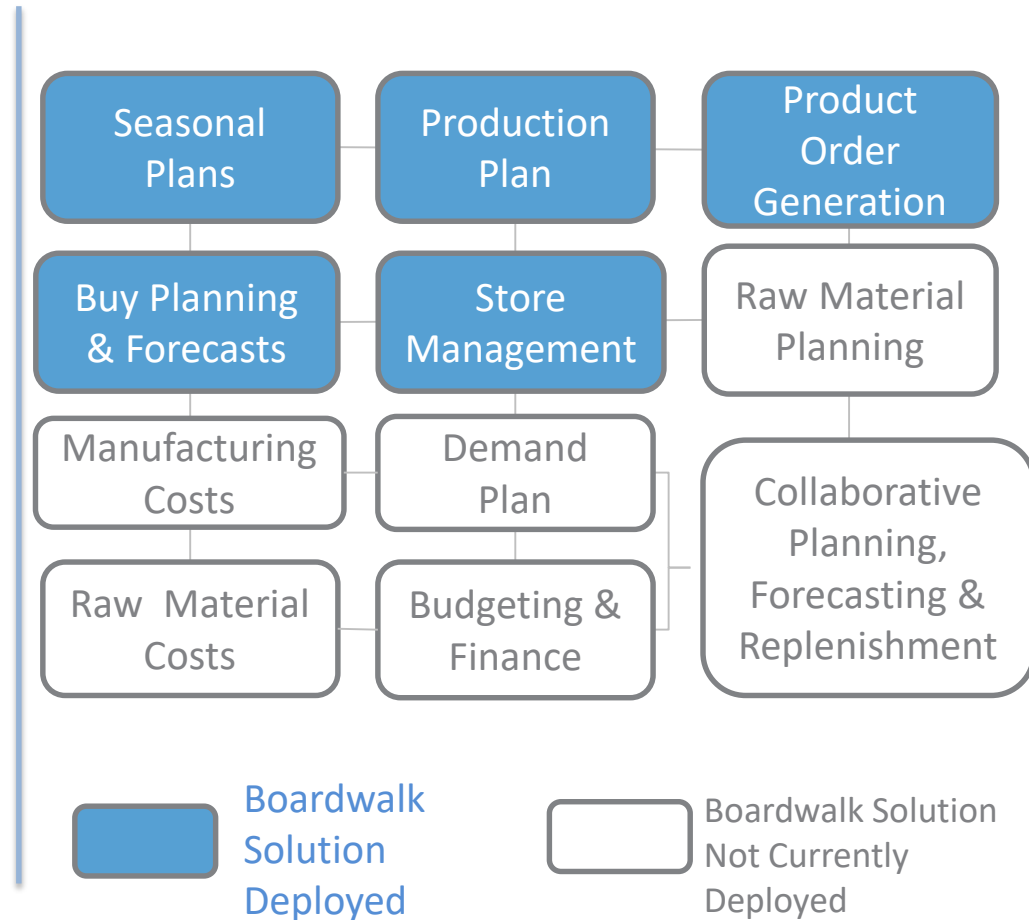 Seasonal
Plans
Production
Plan
Product
Order
Generation
Buy Planning
& Forecasts
Store
Management
Raw Material
Planning
Manufacturing
Costs
Demand
Plan
Collaborative
Planning,
Forecasting &
Replenishment
Raw Material
Costs
Budgeting &
Finance
Boardwalk
Solution
Deployed
Boardwalk Solution
Not Currently
Deployed